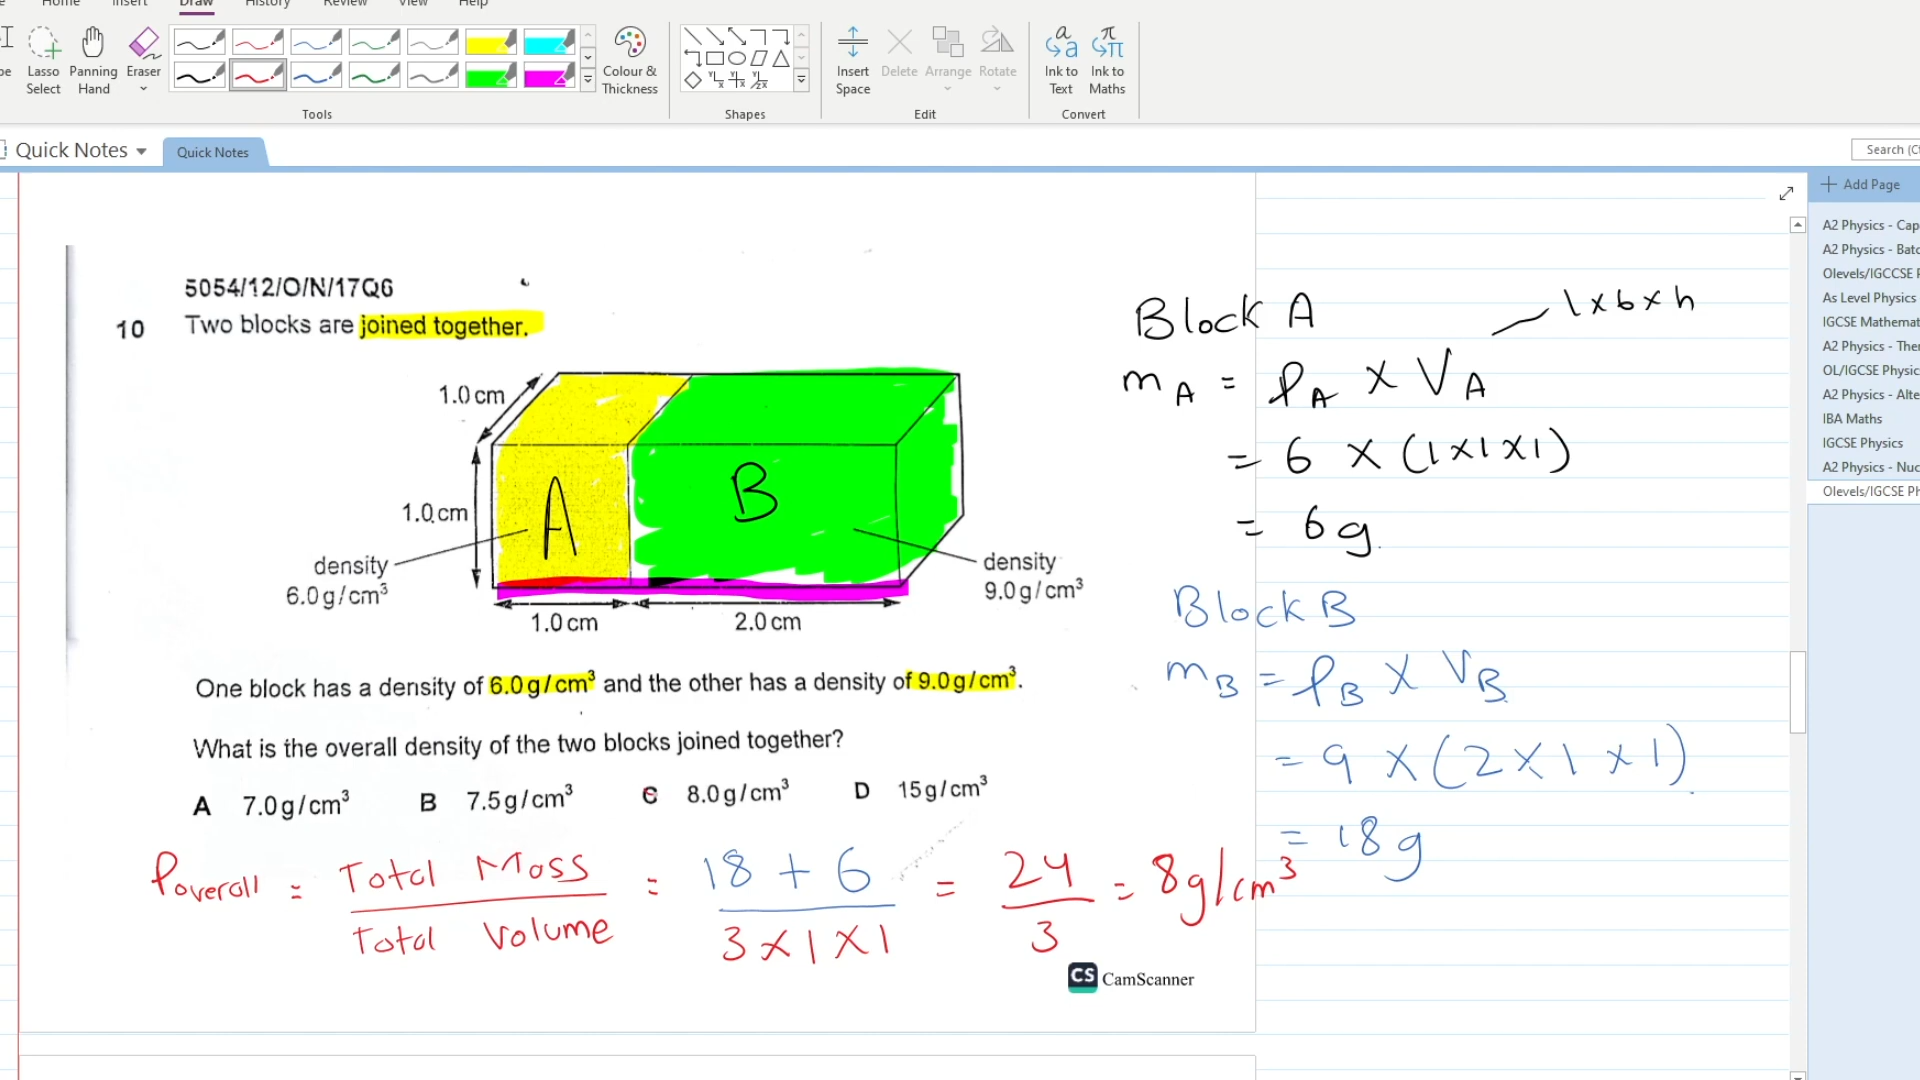 Home Insert Draw History Review View Help
Lasso Select
Panning Hand
Eraser
Colour & Thickness
Insert Space
Delete
Arrange
Rotate
Ink to Text
Ink to Maths
Tools
Shapes
Edit
Convert
Quick Notes
Quick Notes
Search (Ct
Add Page
A2 Physics - Cap
A2 Physics - Batc
Olevels/IGCCSE P
As Level Physics
IGCSE Mathemat
A2 Physics - Ther
OL/IGCSE Physic
A2 Physics - Alte
IBA Maths
IGCSE Physics
A2 Physics - Nuc
Olevels/IGCSE Ph
5054/12/O/N/17Q6
10 Two blocks are joined together.
1.0 cm
1.0 cm
A
B
density
6.0 g/cm³
density
9.0 g/cm³
1.0 cm
2.0 cm
One block has a density of 6.0 g/cm³ and the other has a density of 9.0 g/cm³.
What is the overall density of the two blocks joined together?
A 7.0 g/cm³ B 7.5 g/cm³ C 8.0 g/cm³ D 15 g/cm³
ρoverall = Total Mass / Total Volume = 18 + 6 / 3 × 1 × 1 = 24 / 3 = 8g/cm³
CS CamScanner
Block A
l × b × h
mA = ρA × VA
= 6 × (1×1×1)
= 6g
Block B
mB = ρB × VB
= 9 × (2 × 1 × 1)
= 18g